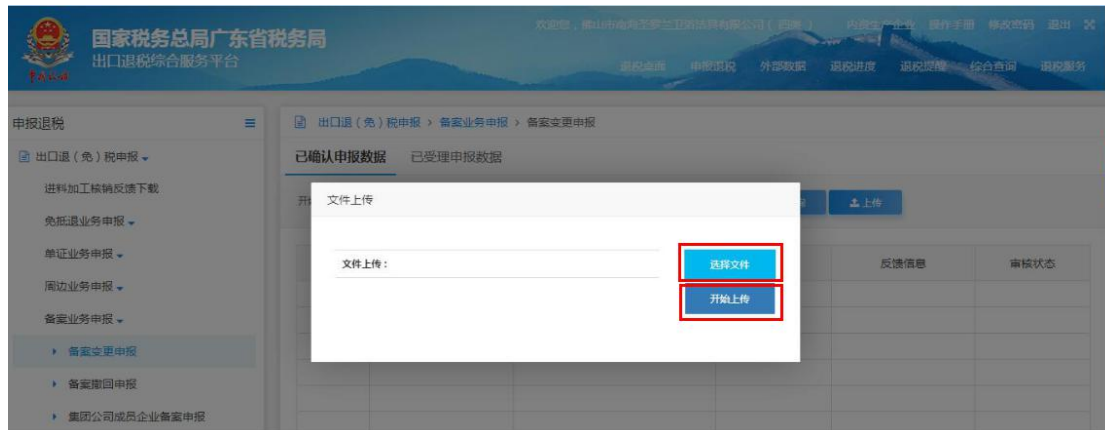 国家税务总局广东省税务局
出口退税综合服务平台
操作手册 修改密码 退出
退税桌面 申报退税 外部数据 退税进度 退税提醒 综合查询 退税服务
申报退税
出口退（免）税申报 > 备案业务申报 > 备案变更申报
出口退（免）税申报
已确认申报数据 已受理申报数据
进料加工核销反馈下载
文件上传
上传
免抵退业务申报
单证业务申报
文件上传：
选择文件
反馈信息
审核状态
周边业务申报
开始上传
备案业务申报
备案变更申报
备案撤回申报
集团公司成员企业备案申报